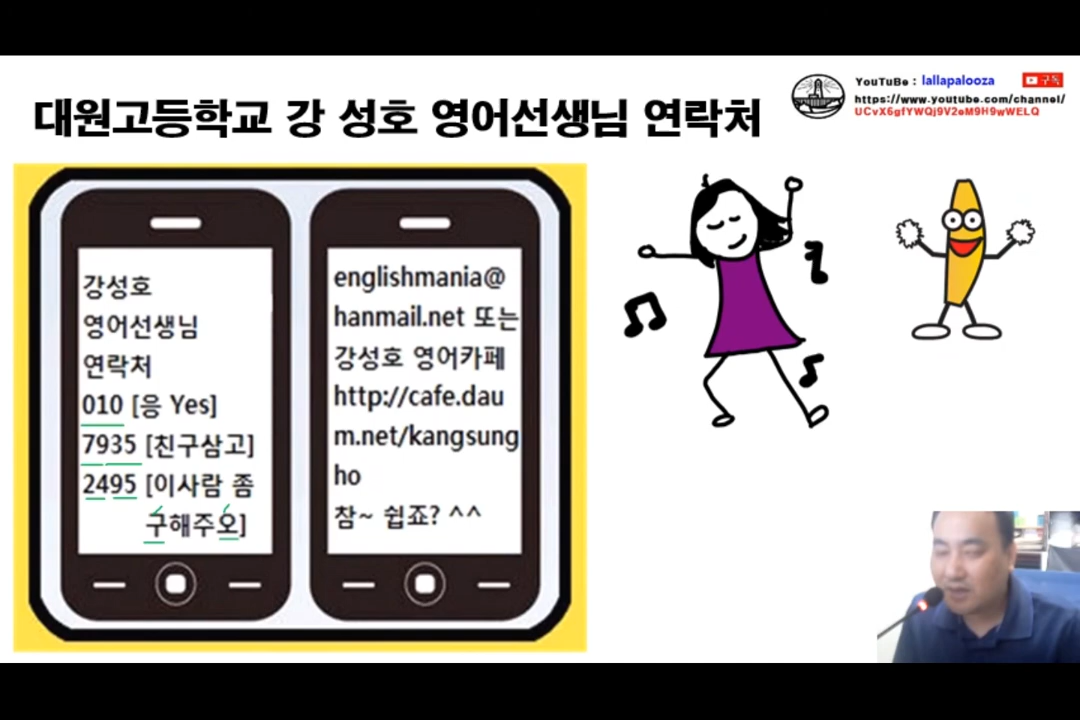 대원고등학교 강 성호 영어선생님 연락처
YouTuBe : lallapalooza
구독
https://www.youtube.com/channel/
UCvX6gfYWQj9V2eM9H9wWELQ
강성호
영어선생님
연락처
010 [응 Yes]
7935 [친구삼고]
2495 [이사람 좀
구해주오]
englishmania@
hanmail.net 또는
강성호 영어카페
http://cafe.dau
m.net/kangsung
ho
참~ 쉽죠? ^^